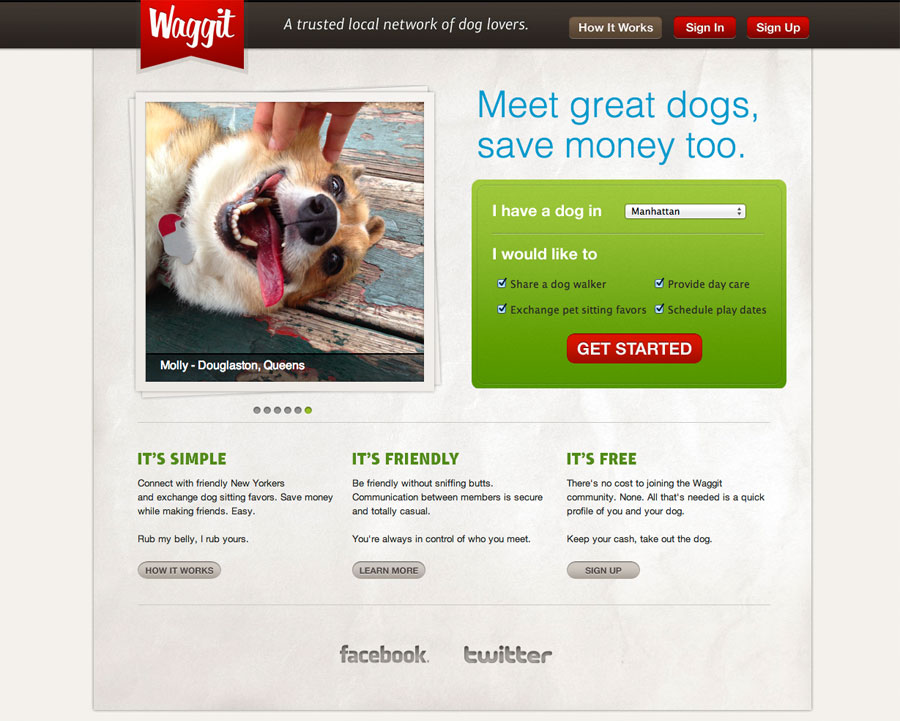 Waggit
A trusted local network of dog lovers.
How It Works
Sign In
Sign Up
Meet great dogs,
save money too.
I have a dog in
Manhattan
I would like to
Share a dog walker
Provide day care
Exchange pet sitting favors
Schedule play dates
GET STARTED
Molly - Douglaston, Queens
IT'S SIMPLE
Connect with friendly New Yorkers
and exchange dog sitting favors. Save money
while making friends. Easy.
Rub my belly, I rub yours.
HOW IT WORKS
IT'S FRIENDLY
Be friendly without sniffing butts.
Communication between members is secure
and totally casual.
You're always in control of who you meet.
LEARN MORE
IT'S FREE
There's no cost to joining the Waggit
community. None. All that's needed is a quick
profile of you and your dog.
Keep your cash, take out the dog.
SIGN UP
facebook.
twitter